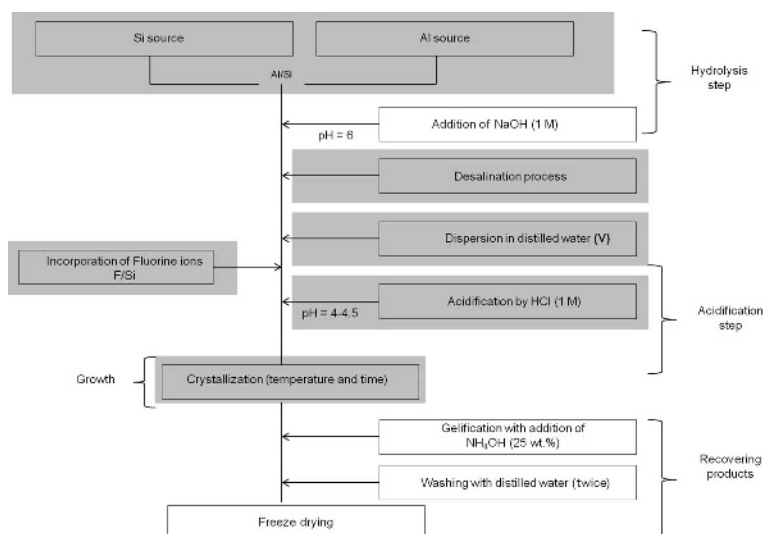 Si source
Al source
Al/Si
Hydrolysis
step
Addition of NaOH (1 M)
pH = 6
Desalination process
Dispersion in distilled water (V)
Incorporation of Fluorine ions
F/Si
Acidification by HCl (1 M)
pH = 4-4.5
Acidification
step
Growth
Crystallization (temperature and time)
Gelification with addition of
NH₄OH (25 wt.%)
Recovering
products
Washing with distilled water (twice)
Freeze drying